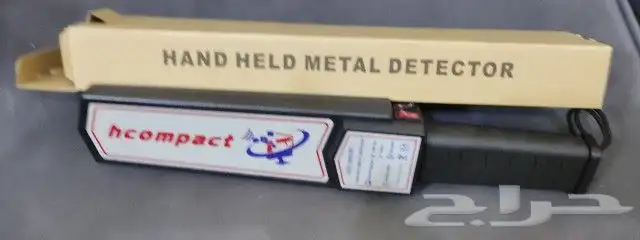 HAND HELD METAL DETECTOR
hcompact
حراج